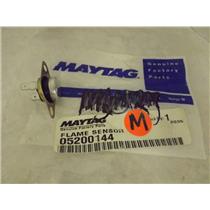 MAYTAG
Genuine
Factory
Parts
MAYTAG
Genuine Factory Parts
FLAME SENSOR
05200144
M